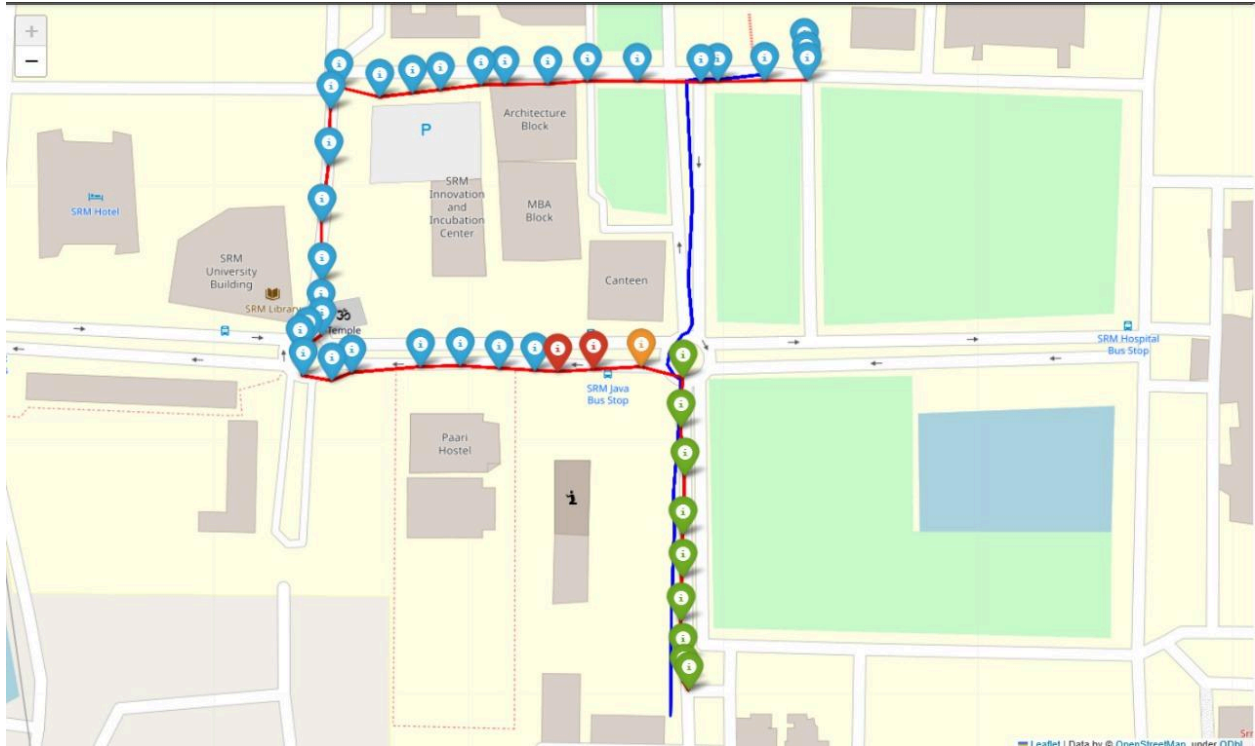 +
−
P
Architecture
Block
SRM
Innovation
and
Incubation
Center
MBA
Block
SRM Hotel
SRM
University
Building
SRM Library
Temple
Canteen
SRM Hospital
Bus Stop
SRM Java
Bus Stop
Paari
Hostel
Leaflet | Data by © OpenStreetMap, under ODbL